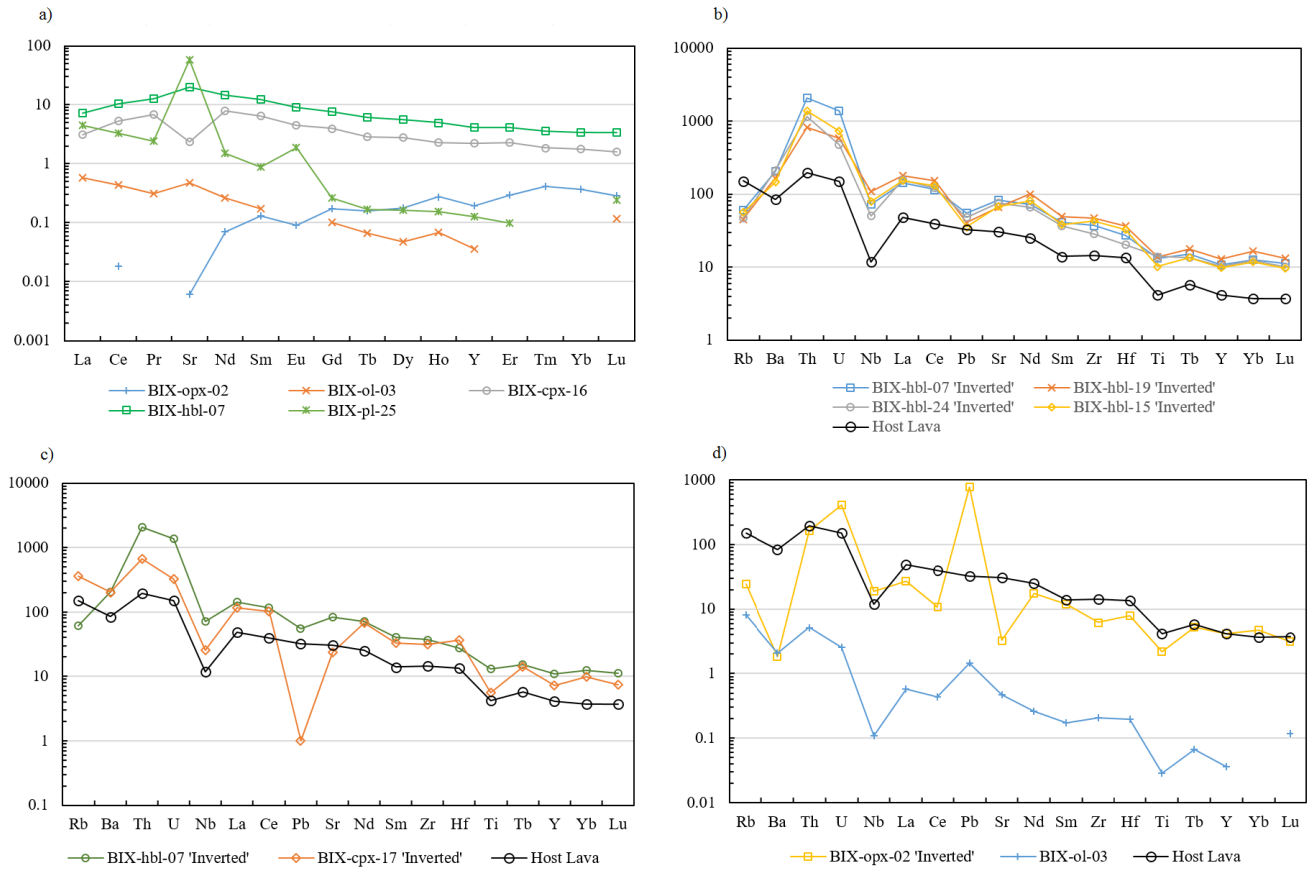 a)
100
10
1
0.1
0.01
0.001
La Ce Pr Sr Nd Sm Eu Gd Tb Dy Ho Y Er Tm Yb Lu
BIX-opx-02 BIX-ol-03 BIX-cpx-16
BIX-hbl-07 BIX-pl-25
b)
10000
1000
100
10
1
Rb Ba Th U Nb La Ce Pb Sr Nd Sm Zr Hf Ti Tb Y Yb Lu
BIX-hbl-07 'Inverted' BIX-hbl-19 'Inverted'
BIX-hbl-24 'Inverted' BIX-hbl-15 'Inverted'
Host Lava
c)
10000
1000
100
10
1
0.1
Rb Ba Th U Nb La Ce Pb Sr Nd Sm Zr Hf Ti Tb Y Yb Lu
BIX-hbl-07 'Inverted' BIX-cpx-17 'Inverted' Host Lava
d)
1000
100
10
1
0.1
0.01
Rb Ba Th U Nb La Ce Pb Sr Nd Sm Zr Hf Ti Tb Y Yb Lu
BIX-opx-02 'Inverted' BIX-ol-03 Host Lava